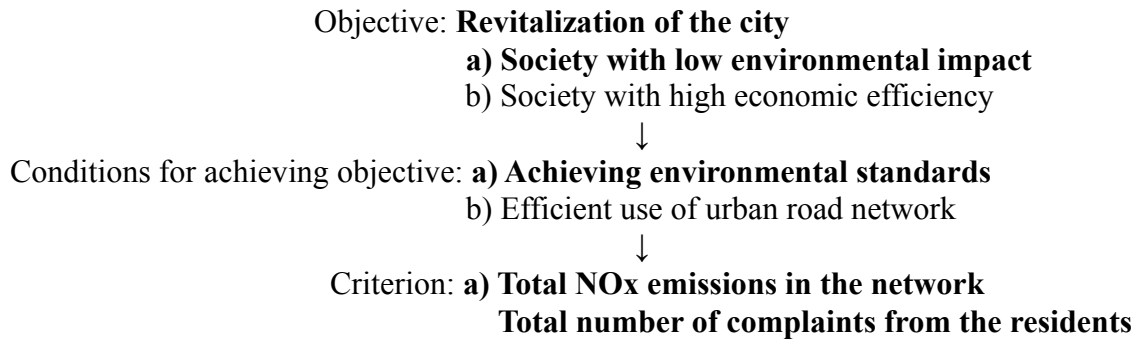 Objective: Revitalization of the city
a) Society with low environmental impact
b) Society with high economic efficiency
↓
Conditions for achieving objective: a) Achieving environmental standards
b) Efficient use of urban road network
↓
Criterion: a) Total NOx emissions in the network
Total number of complaints from the residents